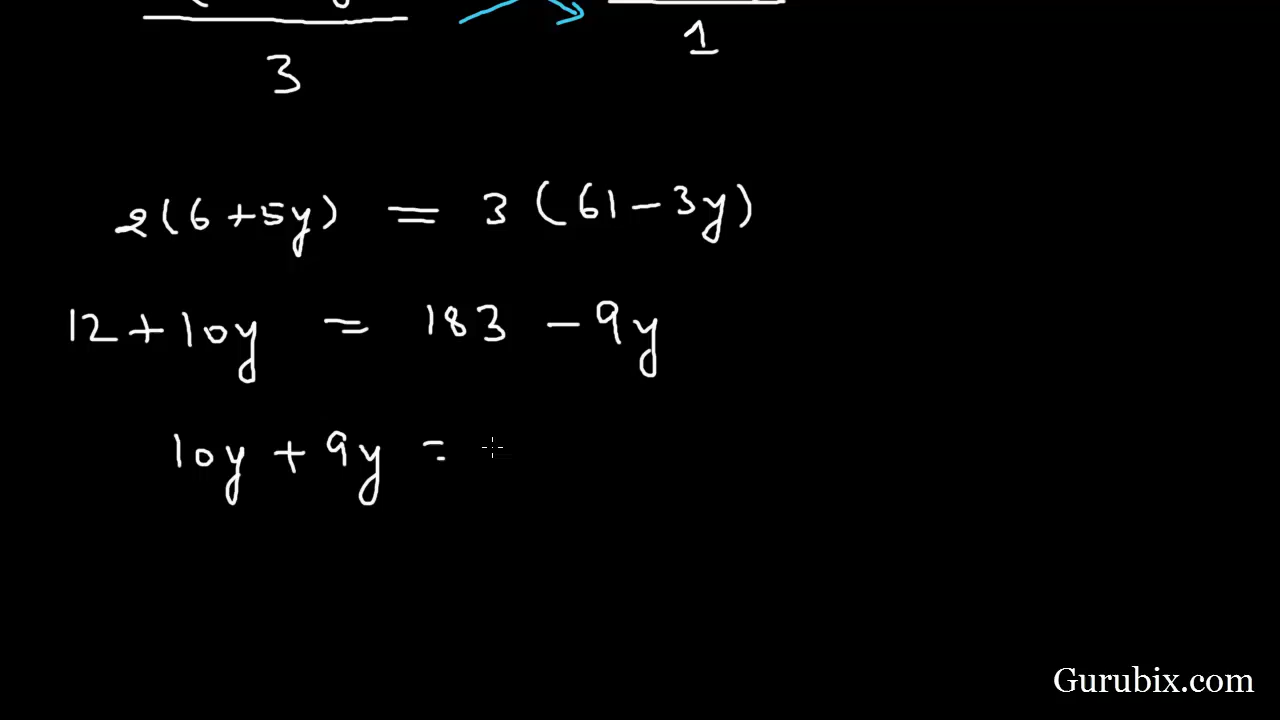 3
1
2(6+5y) = 3(61-3y)
12+10y = 183 - 9y
10y + 9y =
Gurubix.com